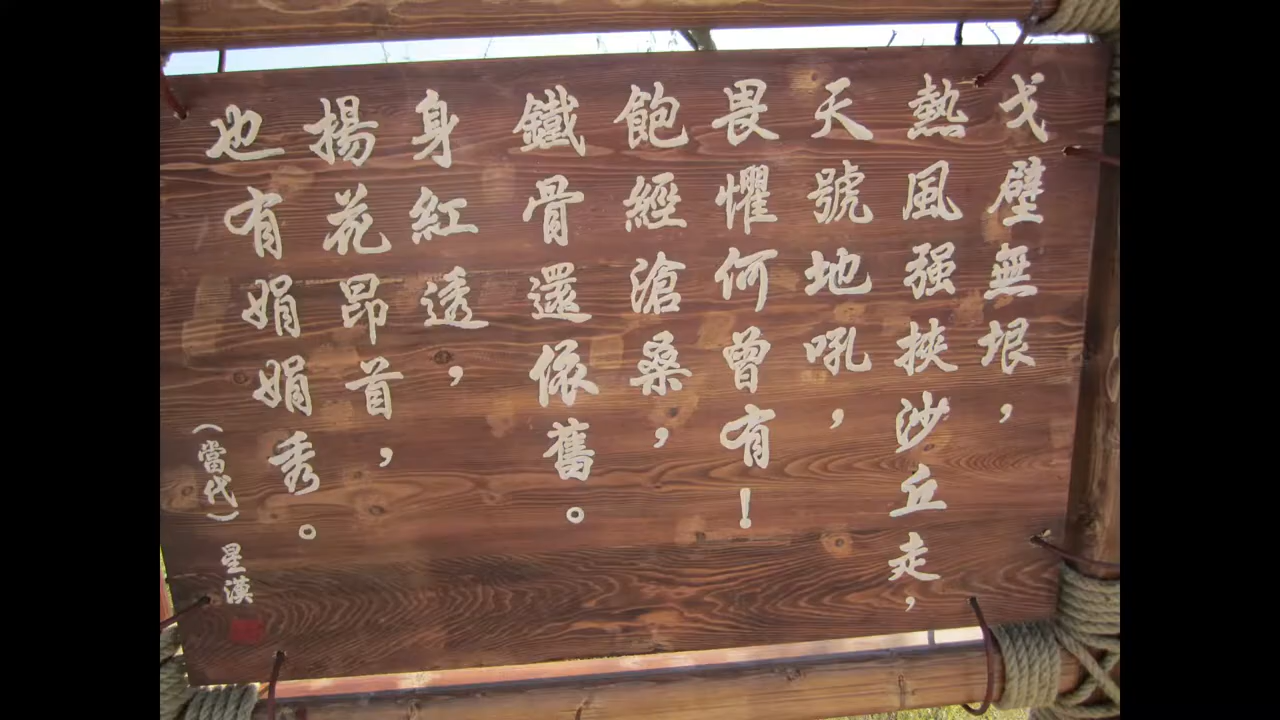 戈壁無垠，
熱風强挾沙丘走，
天號地吼，
畏懼何曾有！
飽經滄桑，
鐵骨還依舊。
身紅透，
揚花昂首，
也有娟娟秀。
（當代）星漢